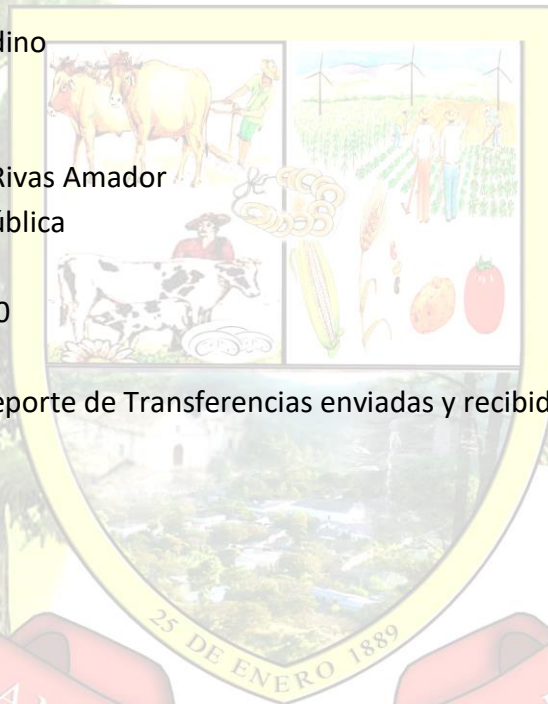 dino
Rivas Amador
ública
0
eporte de Transferencias enviadas y recibid
25 DE ENERO 1889